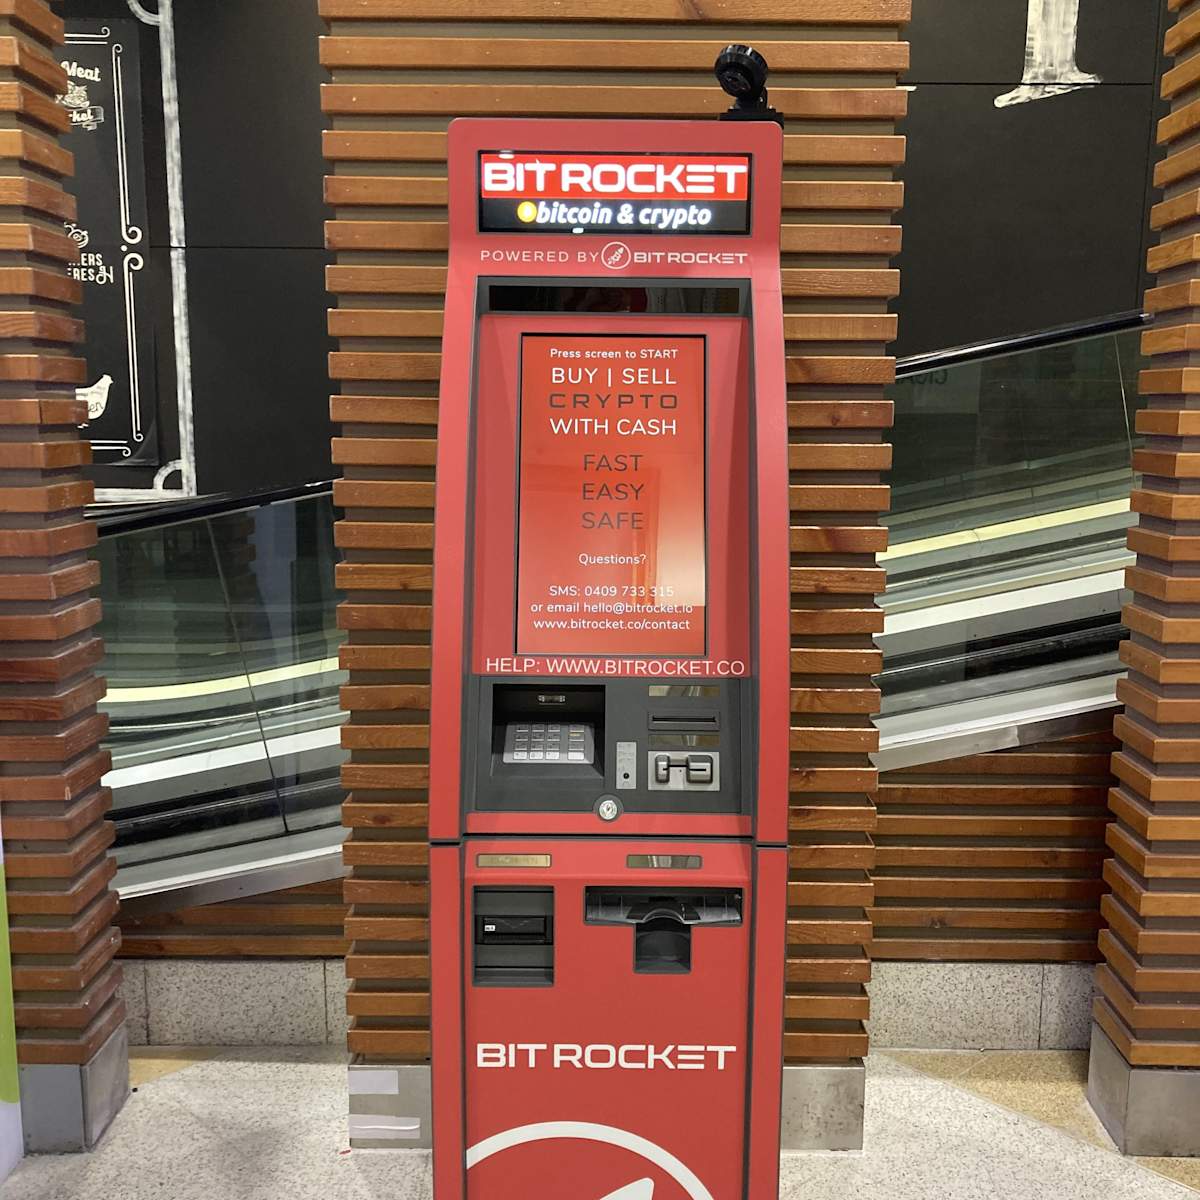 Meat
BIT ROCKET
bitcoin & crypto
POWERED BY BITROCKET
Press screen to START
BUY | SELL
CRYPTO
WITH CASH
FAST
EASY
SAFE
Questions?
SMS: 0409 733 315
or email hello@bitrocket.io
www.bitrocket.co/contact
HELP: WWW.BITROCKET.CO
BIT ROCKET